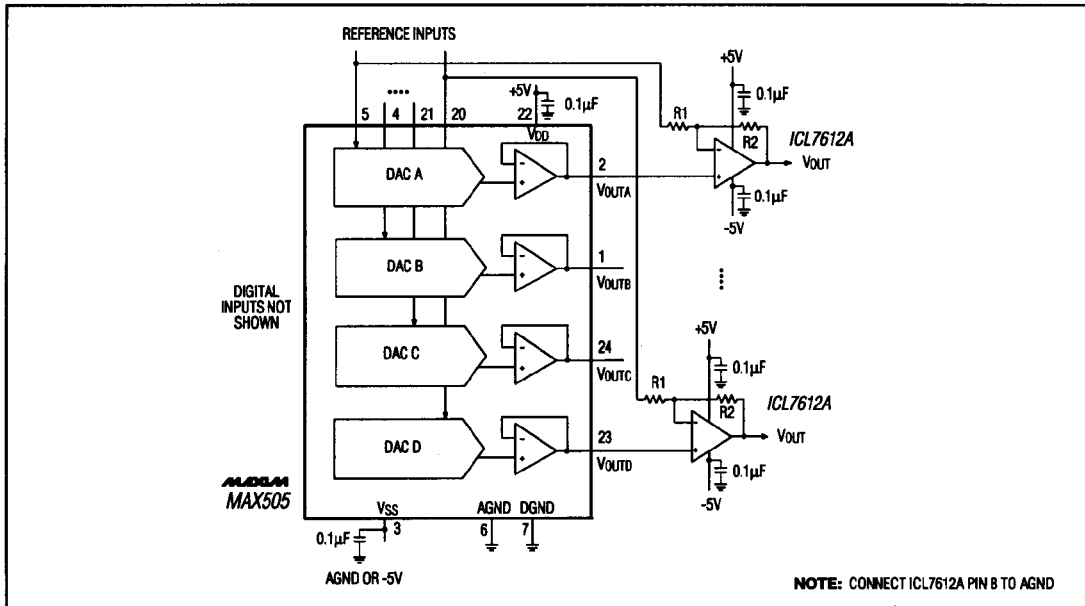 REFERENCE INPUTS
+5V
0.1µF
5 4 21 20 22
VDD
DAC A
2
VOUTA
R1
R2
+5V
0.1µF
ICL7612A
VOUT
0.1µF
-5V
DAC B
1
VOUTB
DIGITAL
INPUTS NOT
SHOWN
DAC C
24
VOUTC
DAC D
23
VOUTD
R1
R2
+5V
0.1µF
ICL7612A
VOUT
0.1µF
-5V
MAXIM
MAX505
VSS
AGND DGND
3
6
7
0.1µF
AGND OR -5V
NOTE: CONNECT ICL7612A PIN 8 TO AGND